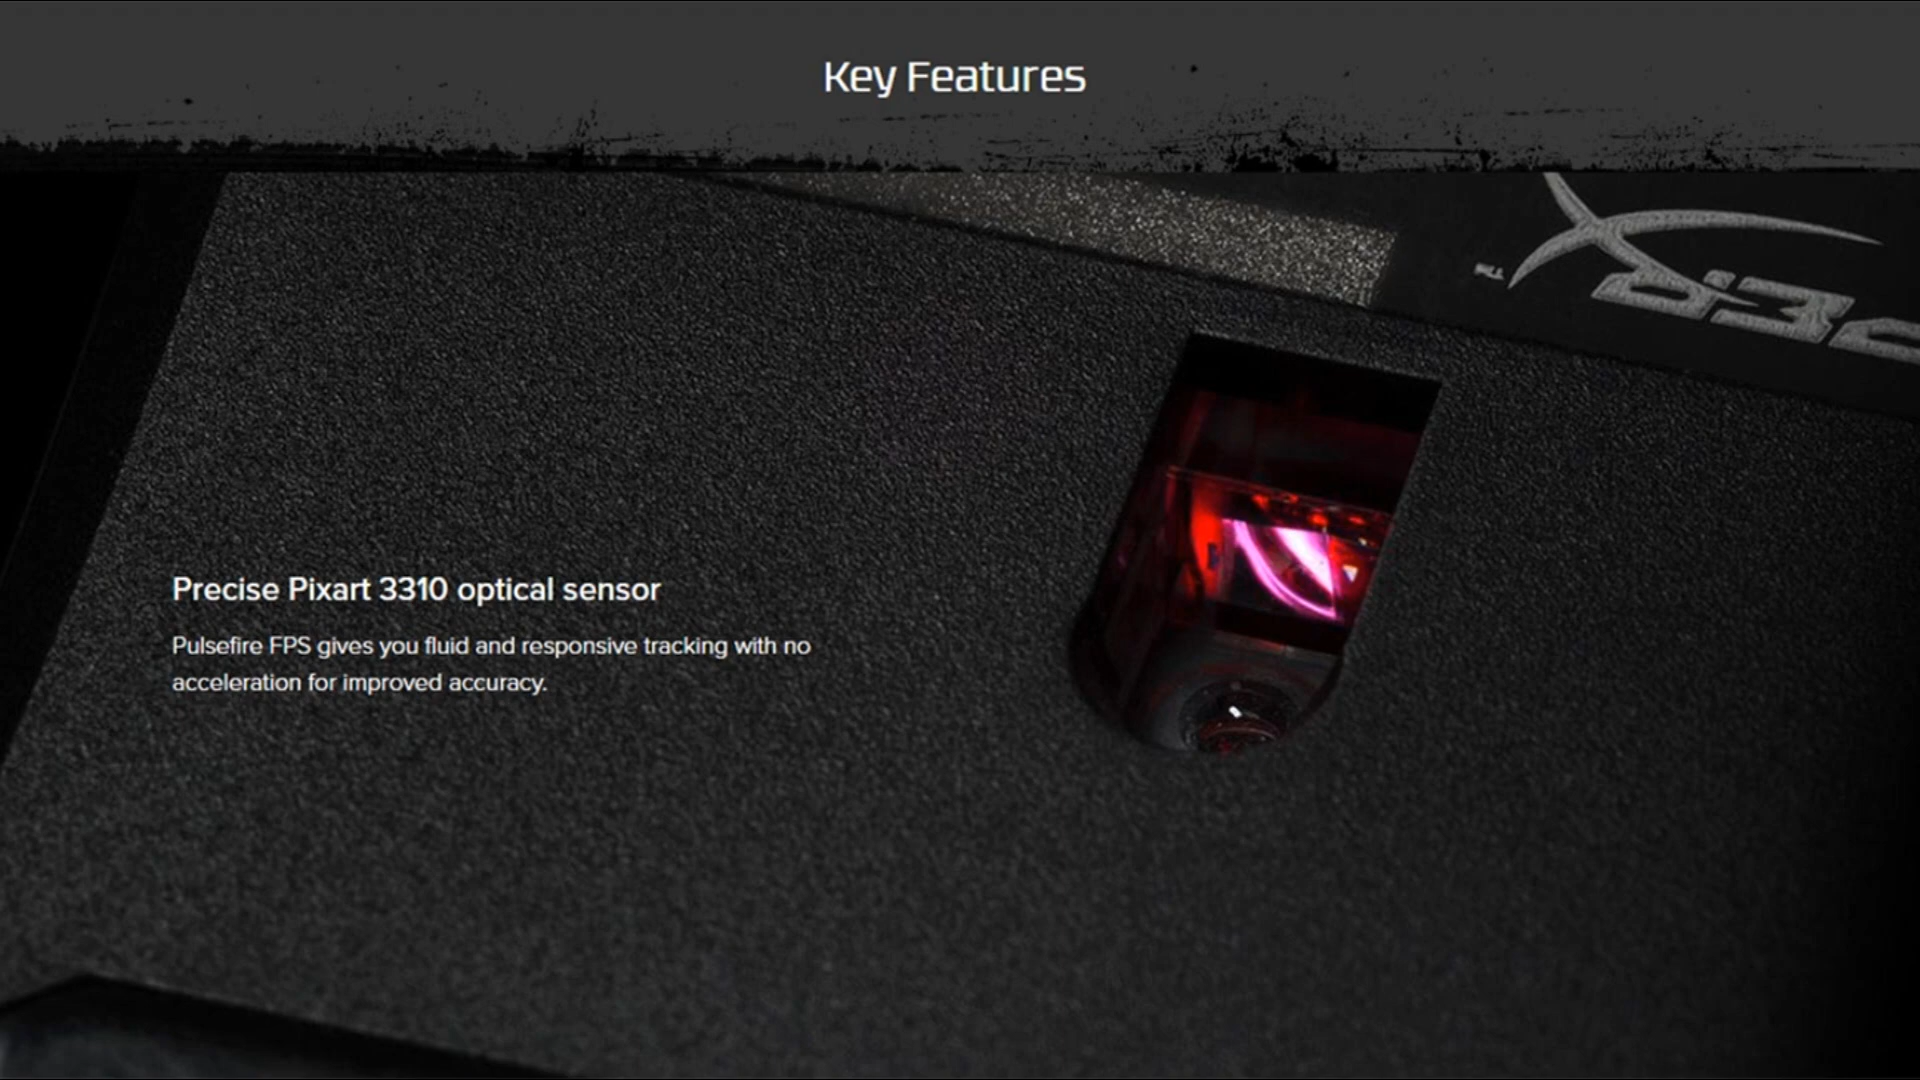 Key Features
Precise Pixart 3310 optical sensor
Pulsefire FPS gives you fluid and responsive tracking with no
acceleration for improved accuracy.